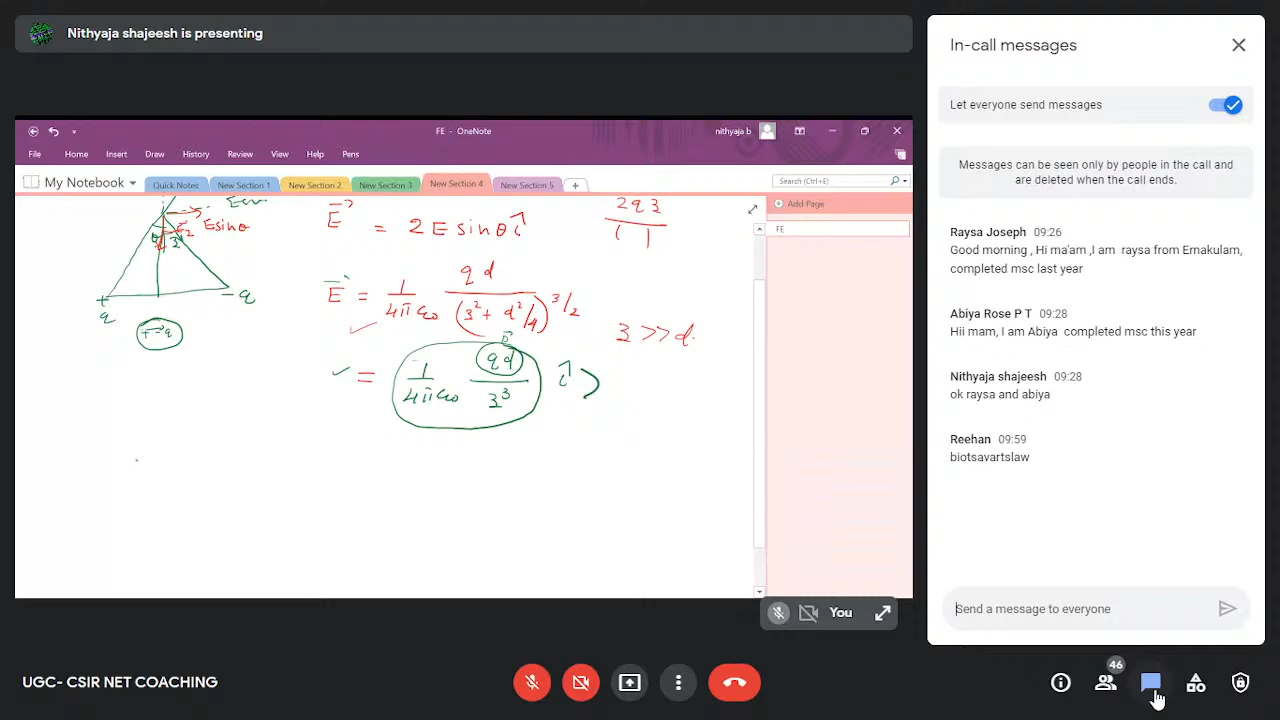 Nithyaja shajeesh is presenting
FE - OneNote
nithyaja b
File Home Insert Draw History Review View Help Pens
My Notebook
Quick Notes New Section 1 New Section 2 New Section 3 New Section 4 New Section 5 +
Search (Ctrl+E)
Add Page
FE
E sinθ
E₂
+
q
- q
E⃗ = 2 E sinθ î
2q3
E⃗ = 1/4πϵ₀ qd/(3² + d²/4)^3/2
3 >> d.
= 1/4πϵ₀ qd/3³ î
You
UGC- CSIR NET COACHING
In-call messages
Let everyone send messages
Messages can be seen only by people in the call and
are deleted when the call ends.
Raysa Joseph 09:26
Good morning , Hi ma'am ,I am raysa from Ernakulam,
completed msc last year
Abiya Rose P T 09:28
Hii mam, I am Abiya completed msc this year
Nithyaja shajeesh 09:28
ok raysa and abiya
Reehan 09:59
biotsavartslaw
Send a message to everyone
46